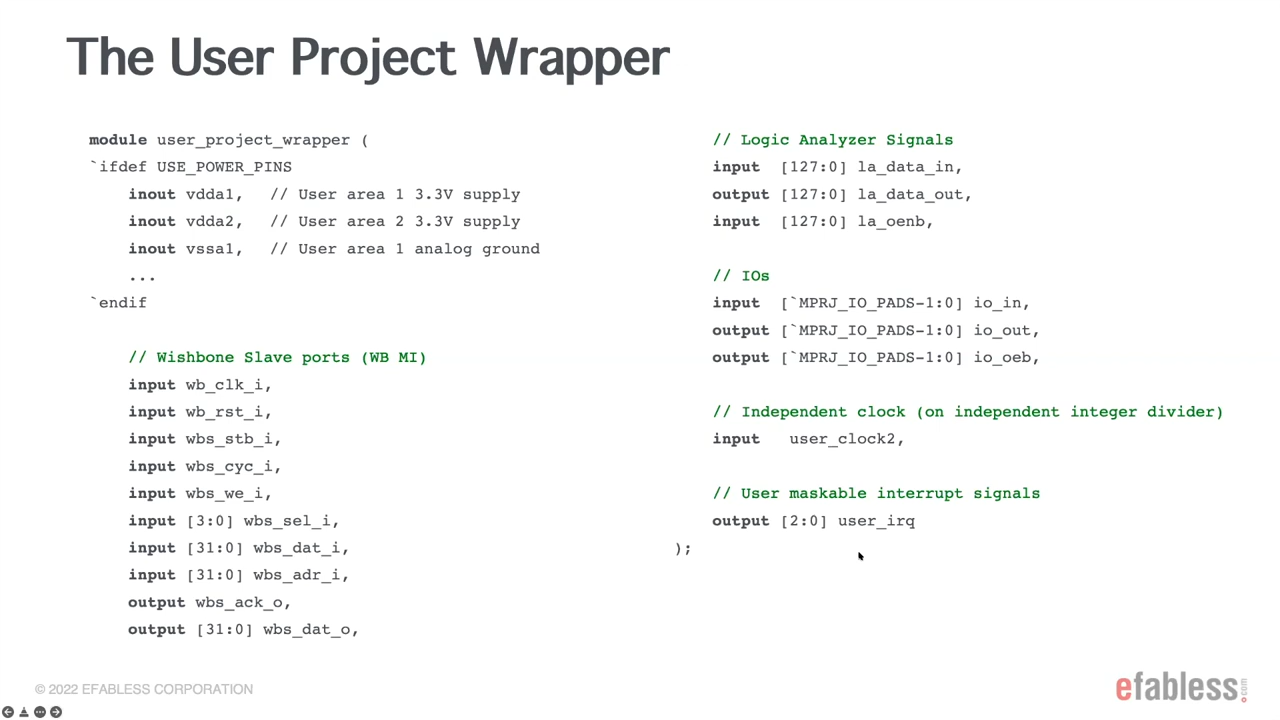 The User Project Wrapper
module user_project_wrapper (
`ifdef USE_POWER_PINS
inout vdda1, // User area 1 3.3V supply
inout vdda2, // User area 2 3.3V supply
inout vssa1, // User area 1 analog ground
...
`endif
// Wishbone Slave ports (WB MI)
input wb_clk_i,
input wb_rst_i,
input wbs_stb_i,
input wbs_cyc_i,
input wbs_we_i,
input [3:0] wbs_sel_i,
input [31:0] wbs_dat_i,
input [31:0] wbs_adr_i,
output wbs_ack_o,
output [31:0] wbs_dat_o,
// Logic Analyzer Signals
input [127:0] la_data_in,
output [127:0] la_data_out,
input [127:0] la_oenb,
// IOs
input [`MPRJ_IO_PADS-1:0] io_in,
output [`MPRJ_IO_PADS-1:0] io_out,
output [`MPRJ_IO_PADS-1:0] io_oeb,
// Independent clock (on independent integer divider)
input user_clock2,
// User maskable interrupt signals
output [2:0] user_irq
);
© 2022 EFABLESS CORPORATION
efabless.com